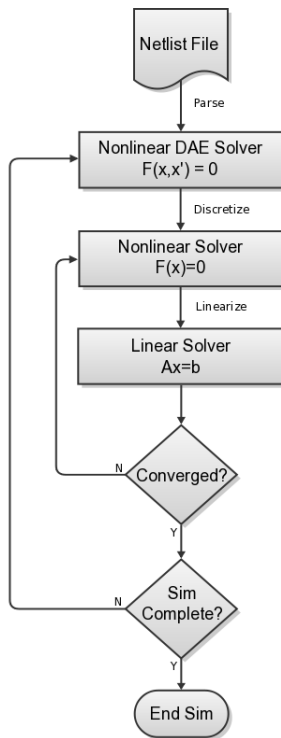 Netlist File
Parse
Nonlinear DAE Solver
F(x,x') = 0
Discretize
Nonlinear Solver
F(x)=0
Linearize
Linear Solver
Ax=b
N
Converged?
Y
N
Sim
Complete?
Y
End Sim